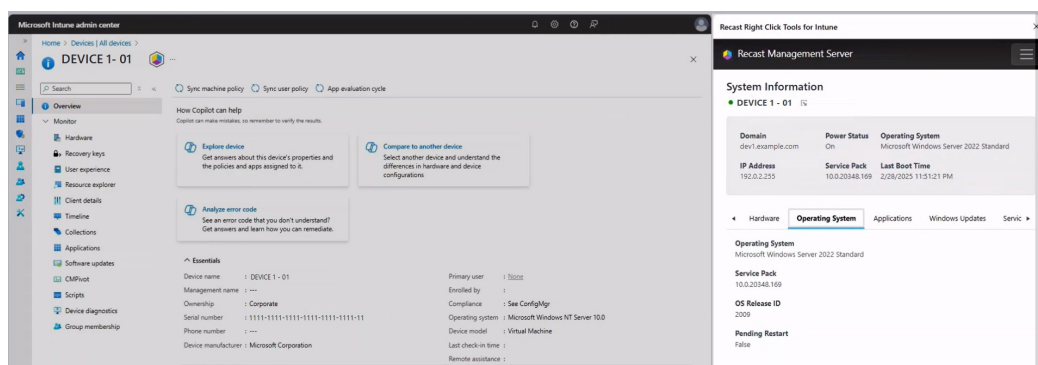 Microsoft Intune admin center
Home > Devices | All devices >
DEVICE 1- 01
Search
Overview
Monitor
Hardware
Recovery keys
User experience
Resource explorer
Client details
Timeline
Collections
Applications
Software updates
CMPivot
Scripts
Device diagnostics
Group membership
Sync machine policy Sync user policy App evaluation cycle
How Copilot can help
Copilot can make mistakes, so remember to verify the results.
Explore device
Get answers about this device's properties and
the policies and apps assigned to it.
Compare to another device
Select another device and understand the
differences in hardware and device
configurations
Analyze error code
See an error code that you don't understand?
Get answers and learn how you can remediate.
Essentials
Device name : DEVICE 1 - 01
Management name : ---
Ownership : Corporate
Serial number : 1111-1111-1111-1111-1111-1111-11
Phone number : ---
Device manufacturer : Microsoft Corporation
Primary user : None
Enrolled by :
Compliance : See ConfigMgr
Operating system : Microsoft Windows NT Server 10.0
Device model : Virtual Machine
Last check-in time :
Remote assistance :
Recast Right Click Tools for Intune
Recast Management Server
System Information
DEVICE 1 - 01
Domain
dev1.example.com
Power Status
On
Operating System
Microsoft Windows Server 2022 Standard
IP Address
192.0.2.255
Service Pack
10.0.20348.169
Last Boot Time
2/28/2025 11:51:21 PM
Hardware Operating System Applications Windows Updates Servic
Operating System
Microsoft Windows Server 2022 Standard
Service Pack
10.0.20348.169
OS Release ID
2009
Pending Restart
False